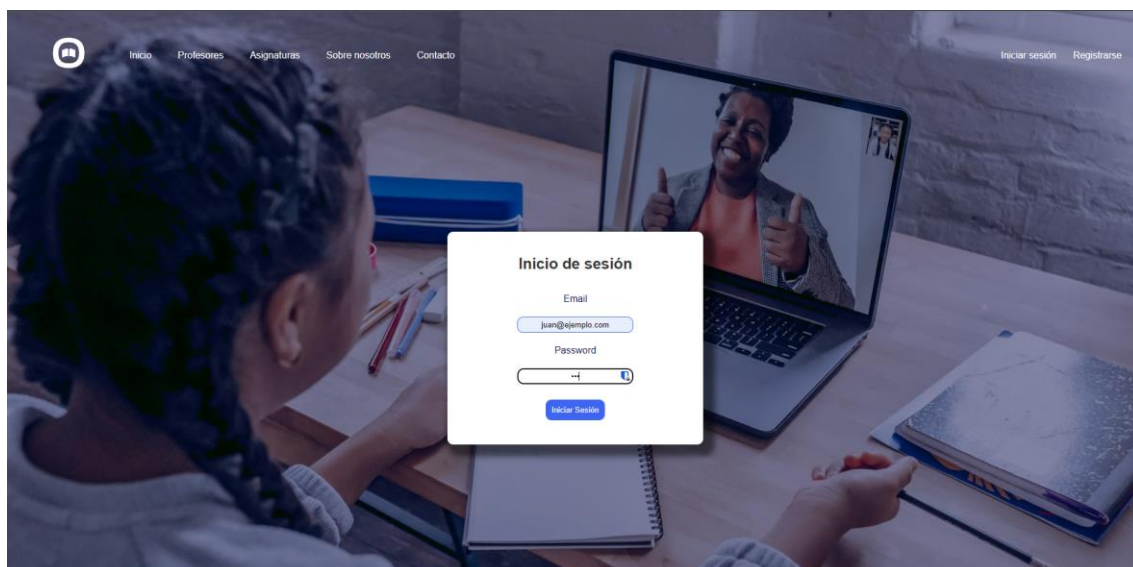 Inicio Profesores Asignaturas Sobre nosotros Contacto Iniciar sesión Registrarse
Inicio de sesión
Email
juan@ejemplo.com
Password
Iniciar Sesión